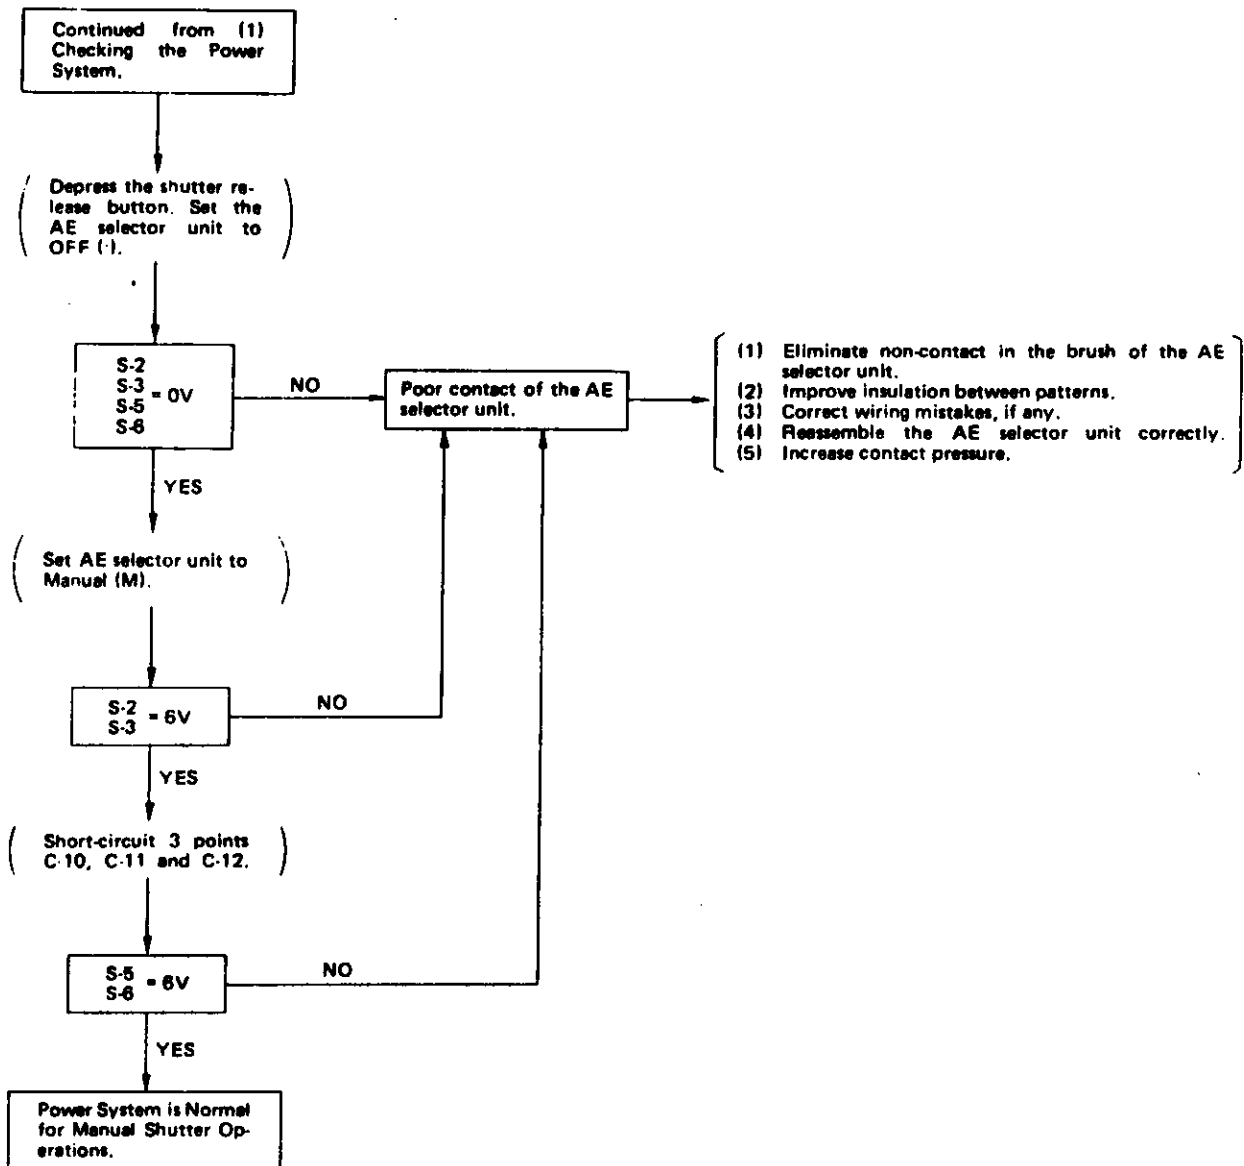 Continued from (1)
Checking the Power
System.
Depress the shutter re-
lease button. Set the
AE selector unit to
OFF (·).
S-2
S-3
= 0V
S-5
S-6
NO
Poor contact of the AE
selector unit.
(1) Eliminate non-contact in the brush of the AE
selector unit.
(2) Improve insulation between patterns.
(3) Correct wiring mistakes, if any.
(4) Reassemble the AE selector unit correctly.
(5) Increase contact pressure.
YES
Set AE selector unit to
Manual (M).
S-2
= 6V
S-3
NO
YES
Short-circuit 3 points
C-10, C-11 and C-12.
S-5
= 6V
S-6
NO
YES
Power System is Normal
for Manual Shutter Op-
erations.